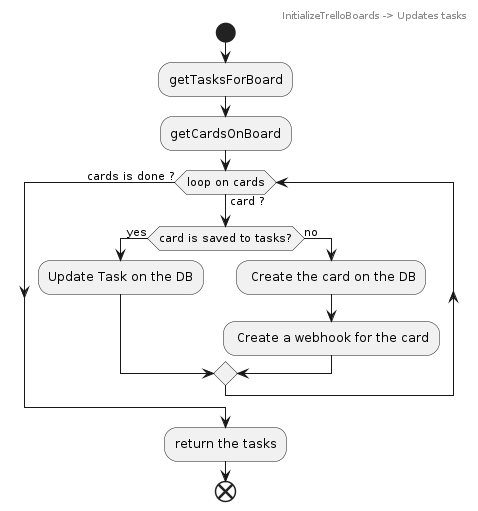 InitializeTrelloBoards -> Updates tasks
getTasksForBoard
getCardsOnBoard
cards is done ?
loop on cards
card ?
yes
card is saved to tasks?
no
Update Task on the DB
Create the card on the DB
Create a webhook for the card
return the tasks